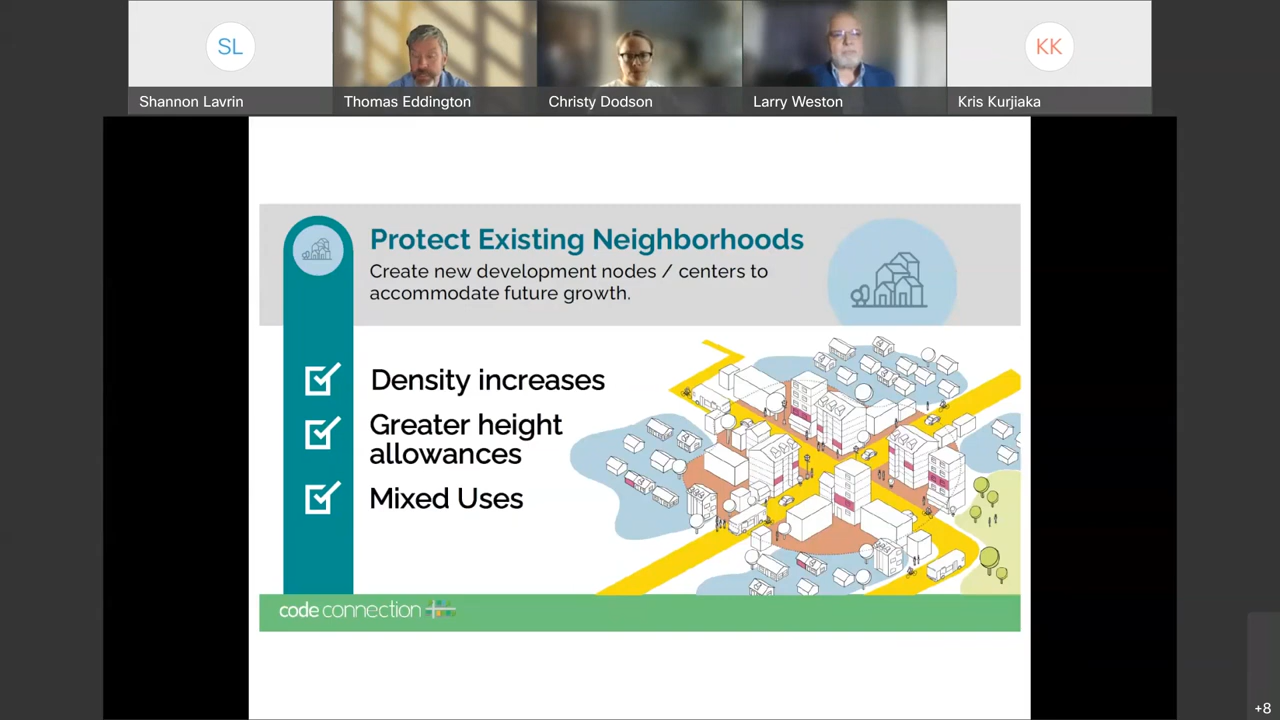 SL
KK
Shannon Lavrin
Thomas Eddington
Christy Dodson
Larry Weston
Kris Kurjiaka
Protect Existing Neighborhoods
Create new development nodes / centers to
accommodate future growth.
Density increases
Greater height
allowances
Mixed Uses
code connection
+8